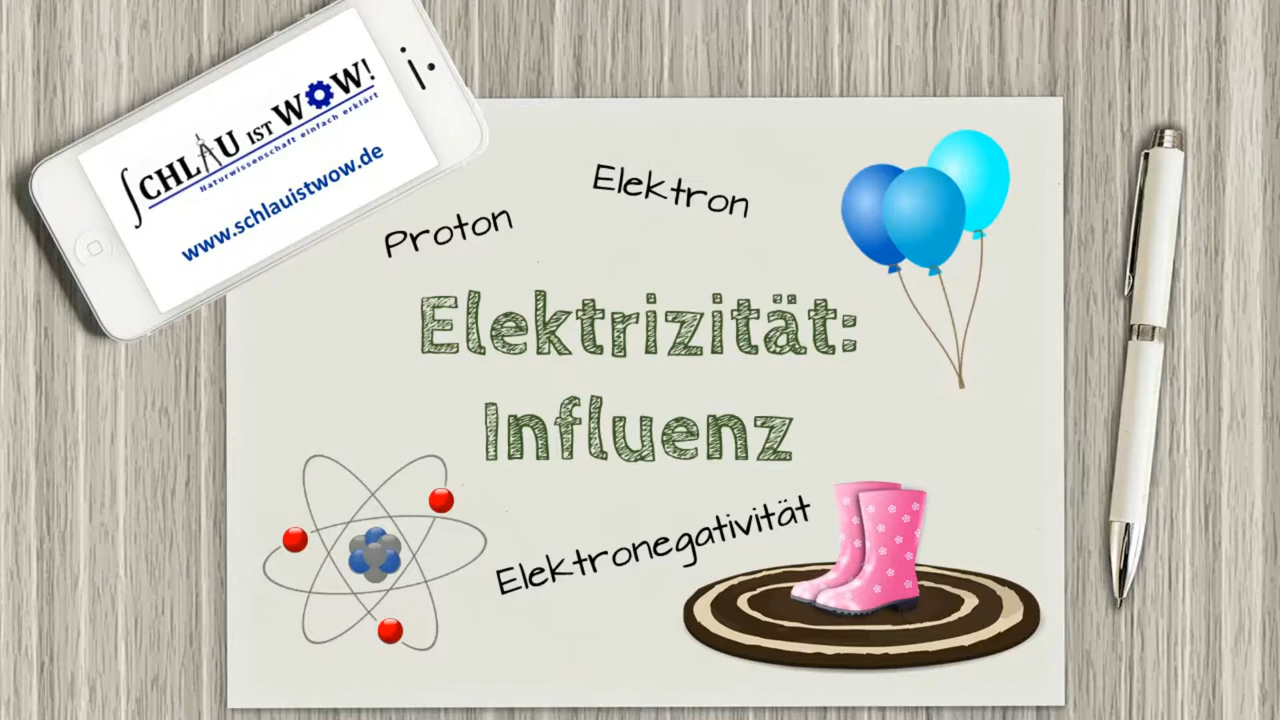 SCHLAU IST WOW!
Naturwissenschaft einfach erklärt
www.schlauistwow.de
Elektron
Proton
Elektrizität:
Influenz
Elektronegativität